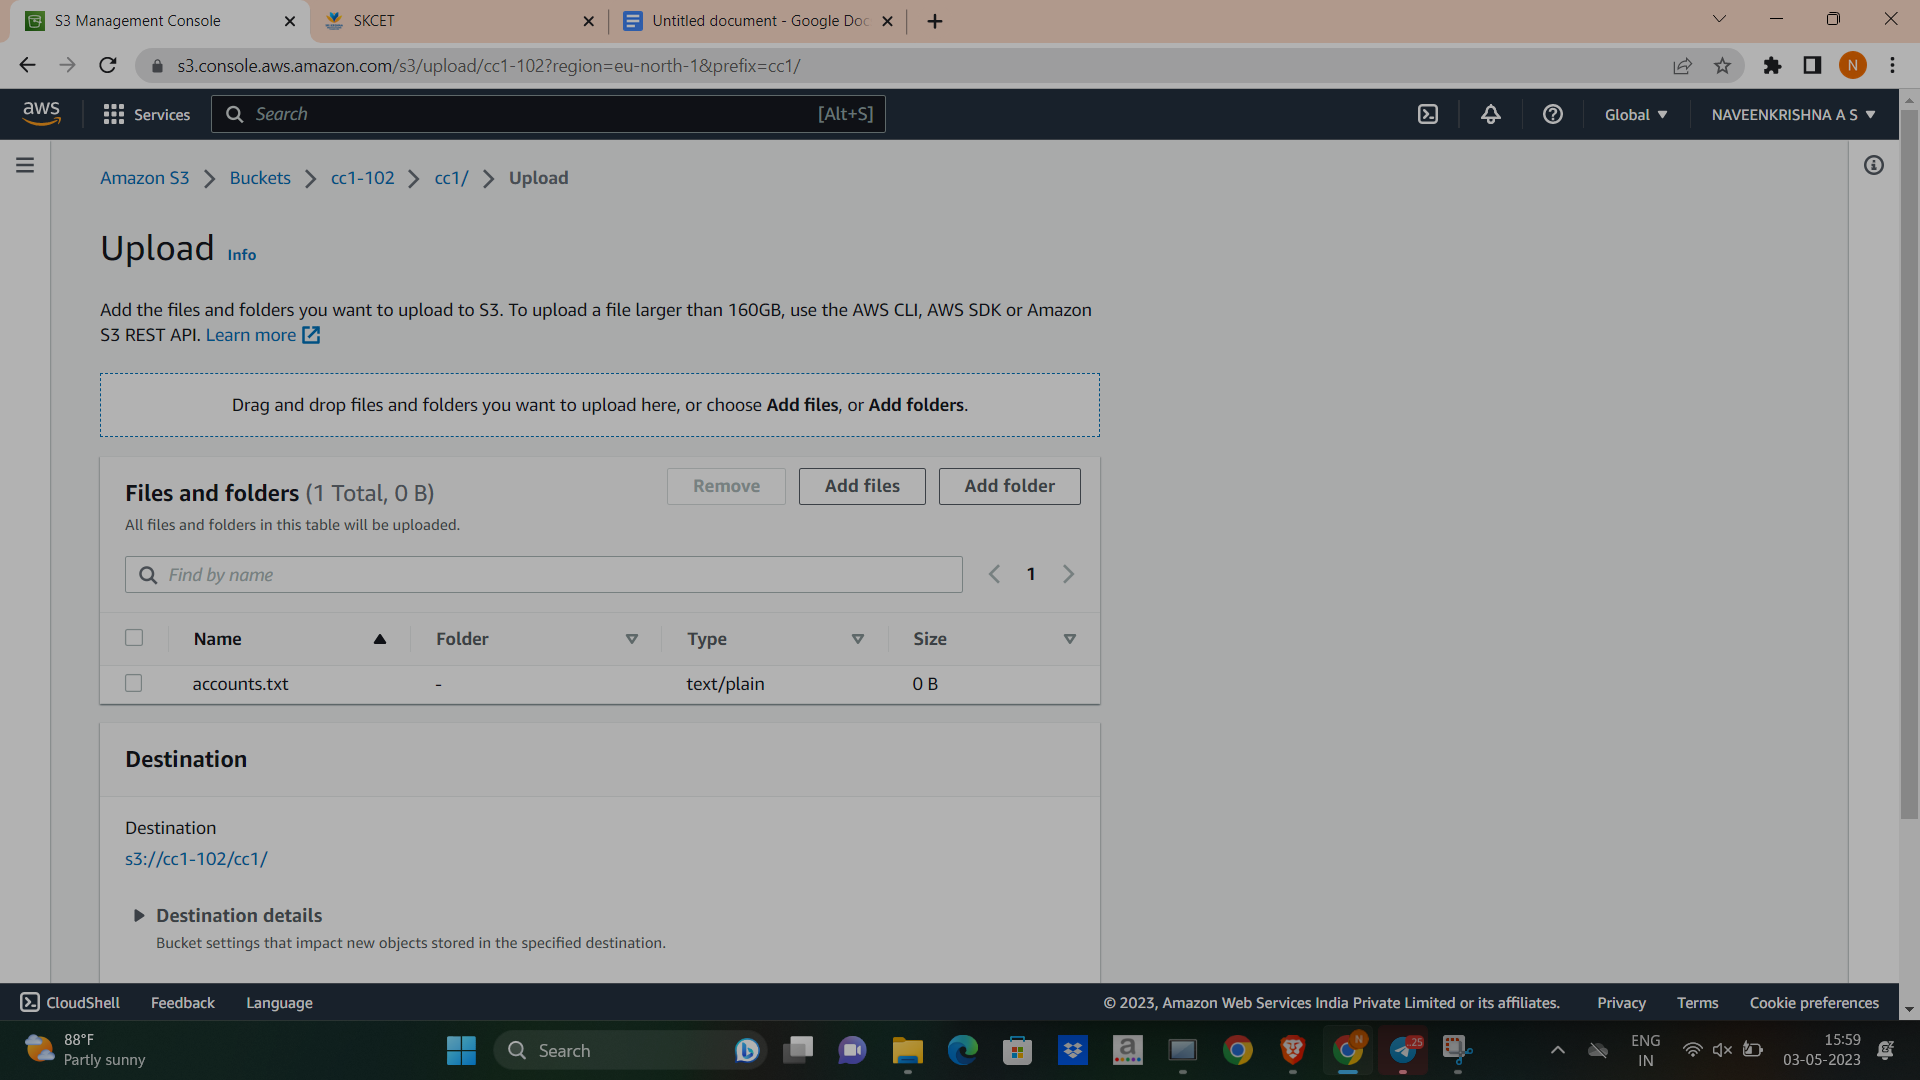 S3 Management Console
SKCET
Untitled document - Google Doc
s3.console.aws.amazon.com/s3/upload/cc1-102?region=eu-north-1&prefix=cc1/
N
aws
Services
Search
[Alt+S]
Global
NAVEENKRISHNA A S
Amazon S3
Buckets
cc1-102
cc1/
Upload
Upload
Info
Add the files and folders you want to upload to S3. To upload a file larger than 160GB, use the AWS CLI, AWS SDK or Amazon
S3 REST API. Learn more
Drag and drop files and folders you want to upload here, or choose Add files, or Add folders.
Files and folders (1 Total, 0 B)
Remove
Add files
Add folder
All files and folders in this table will be uploaded.
Find by name
1
Name
Folder
Type
Size
accounts.txt
-
text/plain
0 B
Destination
Destination
s3://cc1-102/cc1/
Destination details
Bucket settings that impact new objects stored in the specified destination.
CloudShell
Feedback
Language
© 2023, Amazon Web Services India Private Limited or its affiliates.
Privacy
Terms
Cookie preferences
88°F
Partly sunny
Search
a
N
25
ENG
IN
15:59
03-05-2023